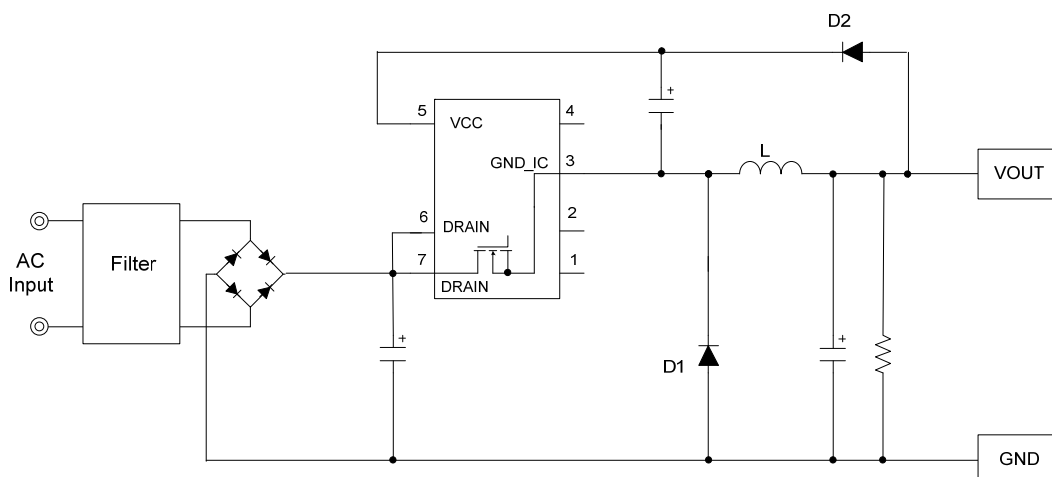 D2
+
5
VCC
4
GND_IC
3
L
VOUT
6
DRAIN
2
AC
Input
Filter
7
DRAIN
1
+
D1
+
GND